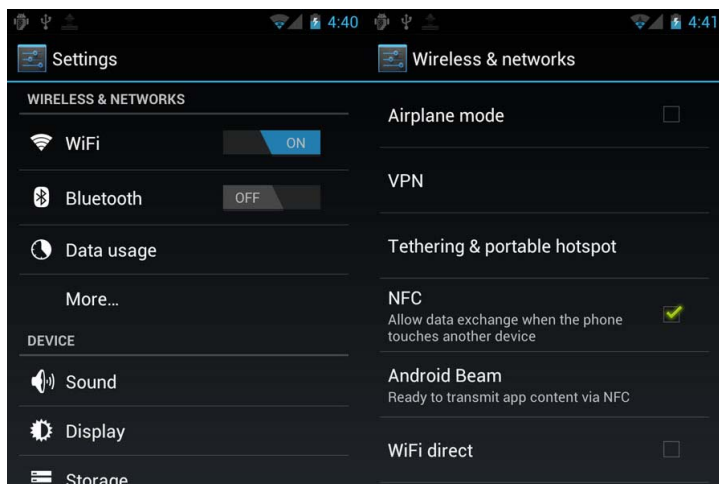 4:40
Settings
WIRELESS & NETWORKS
WiFi
ON
Bluetooth
OFF
Data usage
More...
DEVICE
Sound
Display
Storage
4:41
Wireless & networks
Airplane mode
VPN
Tethering & portable hotspot
NFC
Allow data exchange when the phone
touches another device
Android Beam
Ready to transmit app content via NFC
WiFi direct